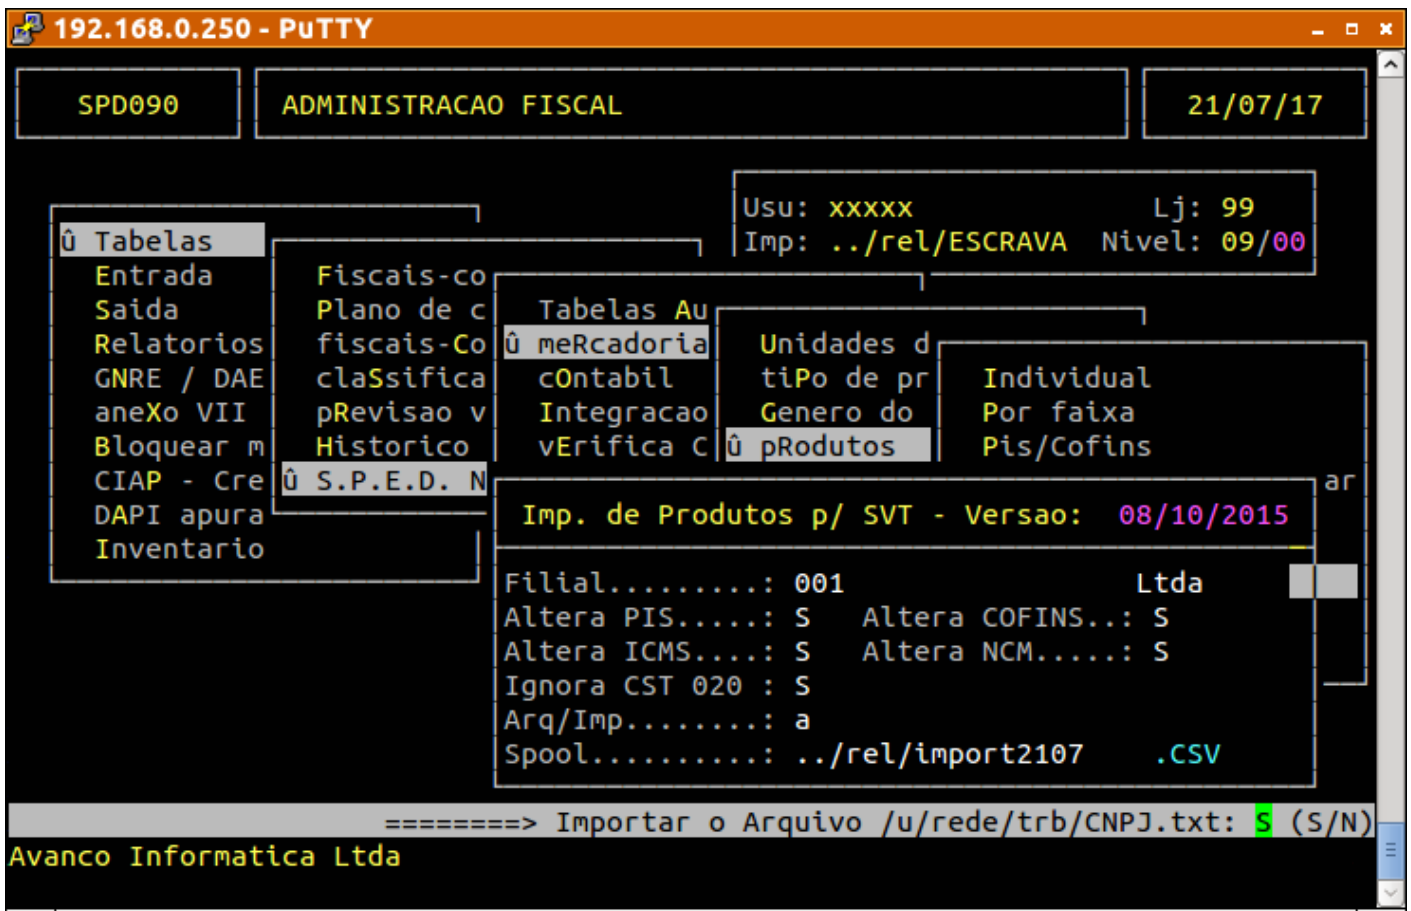 192.168.0.250 - PuTTY
SPD090 ADMINISTRACAO FISCAL 21/07/17
Usu: xxxxx Lj: 99
û Tabelas Imp: ../rel/ESCRAVA Nivel: 09/00
Entrada Fiscais-co
Saida Plano de c Tabelas Au
Relatorios fiscais-Co û meRcadoria Unidades d
GNRE / DAE claSsifica cOntabil tiPo de pr Individual
aneXo VII pRevisao v Integracao Genero do Por faixa
Bloquear m Historico vErifica C û pRodutos Pis/Cofins
CIAP - Cre û S.P.E.D. N ar
DAPI apura Imp. de Produtos p/ SVT - Versao: 08/10/2015
Inventario
Filial.........: 001 Ltda
Altera PIS.....: S Altera COFINS..: S
Altera ICMS....: S Altera NCM.....: S
Ignora CST 020 : S
Arq/Imp........: a
Spool..........: ../rel/import2107 .CSV
========> Importar o Arquivo /u/rede/trb/CNPJ.txt: S (S/N)
Avanco Informatica Ltda